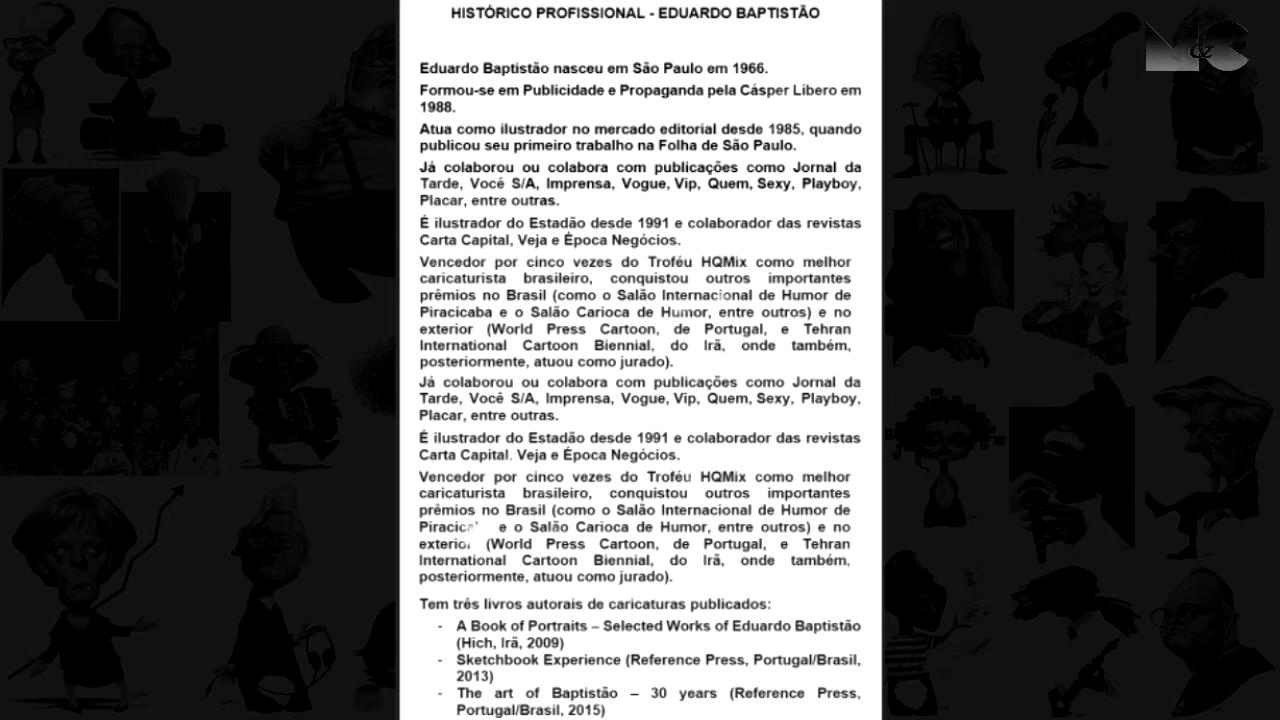 HISTÓRICO PROFISSIONAL - EDUARDO BAPTISTÃO
Eduardo Baptistão nasceu em São Paulo em 1966.
Formou-se em Publicidade e Propaganda pela Cásper Líbero em
1988.
Atua como ilustrador no mercado editorial desde 1985, quando
publicou seu primeiro trabalho na Folha de São Paulo.
Já colaborou ou colabora com publicações como Jornal da
Tarde, Você S/A, Imprensa, Vogue, Vip, Quem, Sexy, Playboy,
Placar, entre outras.
É ilustrador do Estadão desde 1991 e colaborador das revistas
Carta Capital, Veja e Época Negócios.
Vencedor por cinco vezes do Troféu HQMix como melhor
caricaturista brasileiro, conquistou outros importantes
prêmios no Brasil (como o Salão Internacional de Humor de
Piracicaba e o Salão Carioca de Humor, entre outros) e no
exterior (World Press Cartoon, de Portugal, e Tehran
International Cartoon Biennial, do Irã, onde também,
posteriormente, atuou como jurado).
Já colaborou ou colabora com publicações como Jornal da
Tarde, Você S/A, Imprensa, Vogue, Vip, Quem, Sexy, Playboy,
Placar, entre outras.
É ilustrador do Estadão desde 1991 e colaborador das revistas
Carta Capital, Veja e Época Negócios.
Vencedor por cinco vezes do Troféu HQMix como melhor
caricaturista brasileiro, conquistou outros importantes
prêmios no Brasil (como o Salão Internacional de Humor de
e o Salão Carioca de Humor, entre outros) e no
exterior (World Press Cartoon, de Portugal, e Tehran
International Cartoon Biennial, do Irã, onde também,
posteriormente, atuou como jurado).
Tem três livros autorais de caricaturas publicados:
- A Book of Portraits – Selected Works of Eduardo Baptistão
(Hich, Irã, 2009)
- Sketchbook Experience (Reference Press, Portugal/Brasil,
2013)
- The art of Baptistão – 30 years (Reference Press,
Portugal/Brasil, 2015)